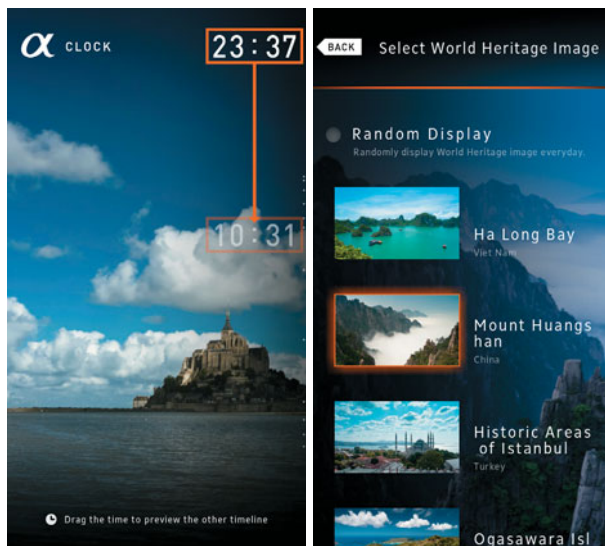 α CLOCK
23:37
10:31
Drag the time to preview the other timeline
BACK
Select World Heritage Image
Random Display
Randomly display World Heritage image everyday.
Ha Long Bay
Viet Nam
Mount Huangs
han
China
Historic Areas
of Istanbul
Turkey
Ogasawara Isl